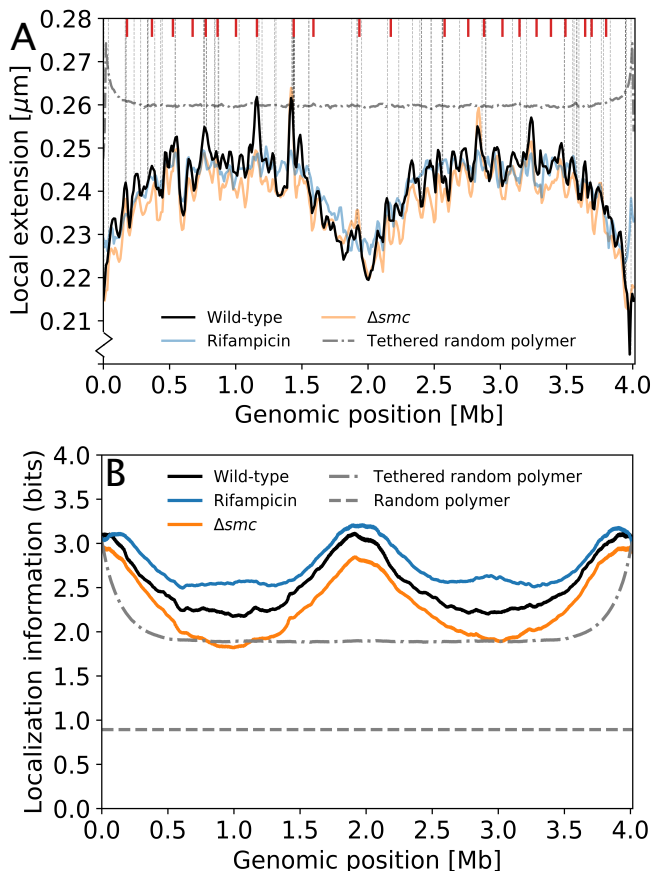 A
Local extension [μm]
0.28
0.27
0.26
0.25
0.24
0.23
0.22
0.21
Wild-type
Rifampicin
Δsmc
Tethered random polymer
0.0 0.5 1.0 1.5 2.0 2.5 3.0 3.5 4.0
Genomic position [Mb]
B
Localization information (bits)
4.0
3.5
3.0
2.5
2.0
1.5
1.0
0.5
0.0
Wild-type
Rifampicin
Δsmc
Tethered random polymer
Random polymer
0.0 0.5 1.0 1.5 2.0 2.5 3.0 3.5 4.0
Genomic position [Mb]